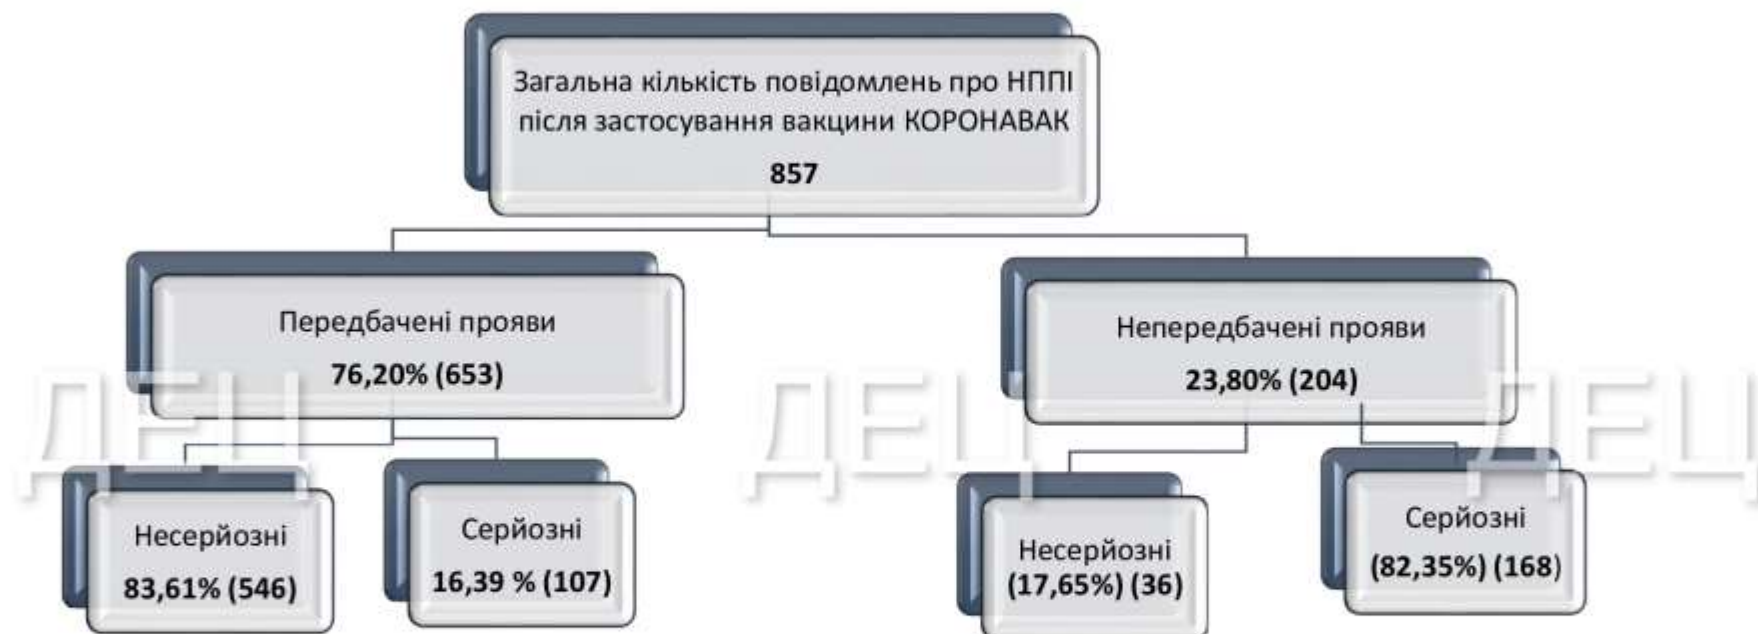 Загальна кількість повідомлень про НППІ
після застосування вакцини КОРОНАВАК
857
Передбачені прояви
76,20% (653)
Непередбачені прояви
23,80% (204)
ДЕЦ
ДЕЦ
ДЕЦ
Несерйозні
83,61% (546)
Серйозні
16,39 % (107)
Несерйозні
(17,65%) (36)
Серйозні
(82,35%) (168)